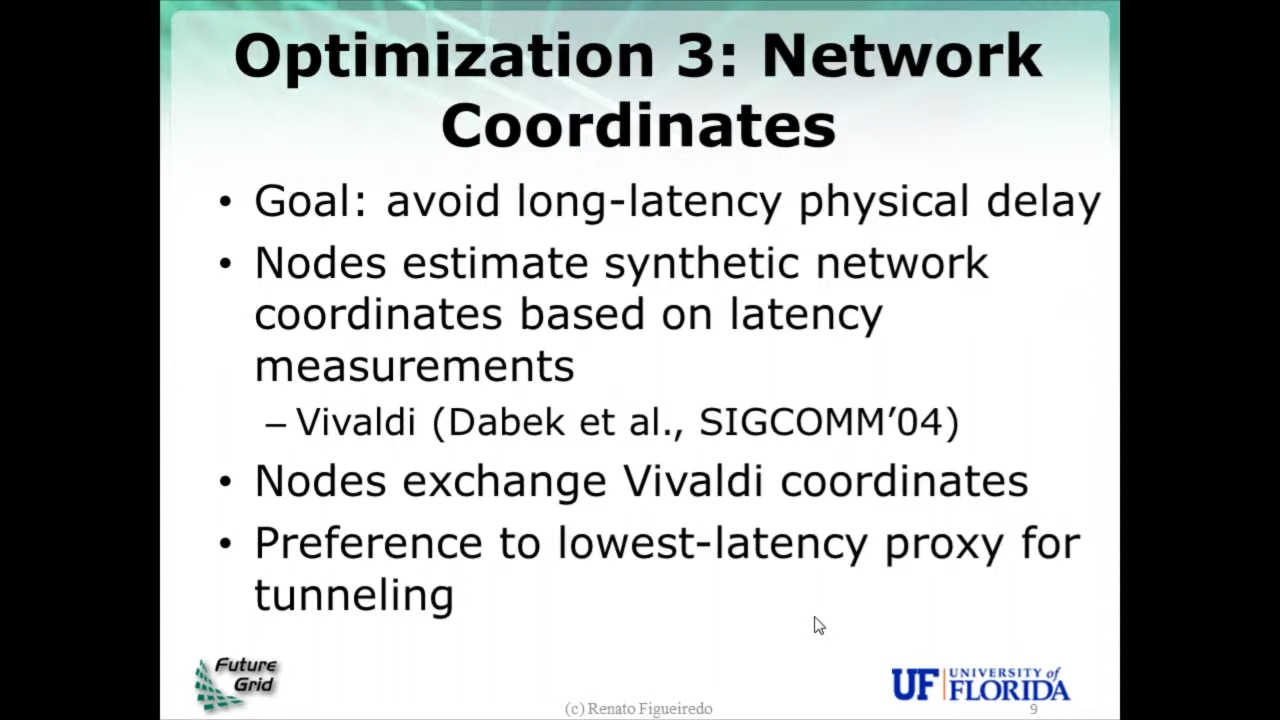 Optimization 3: Network
Coordinates
• Goal: avoid long-latency physical delay
• Nodes estimate synthetic network
coordinates based on latency
measurements
– Vivaldi (Dabek et al., SIGCOMM’04)
• Nodes exchange Vivaldi coordinates
• Preference to lowest-latency proxy for
tunneling
Future
Grid
UF UNIVERSITY of
FLORIDA
(c) Renato Figueiredo
9